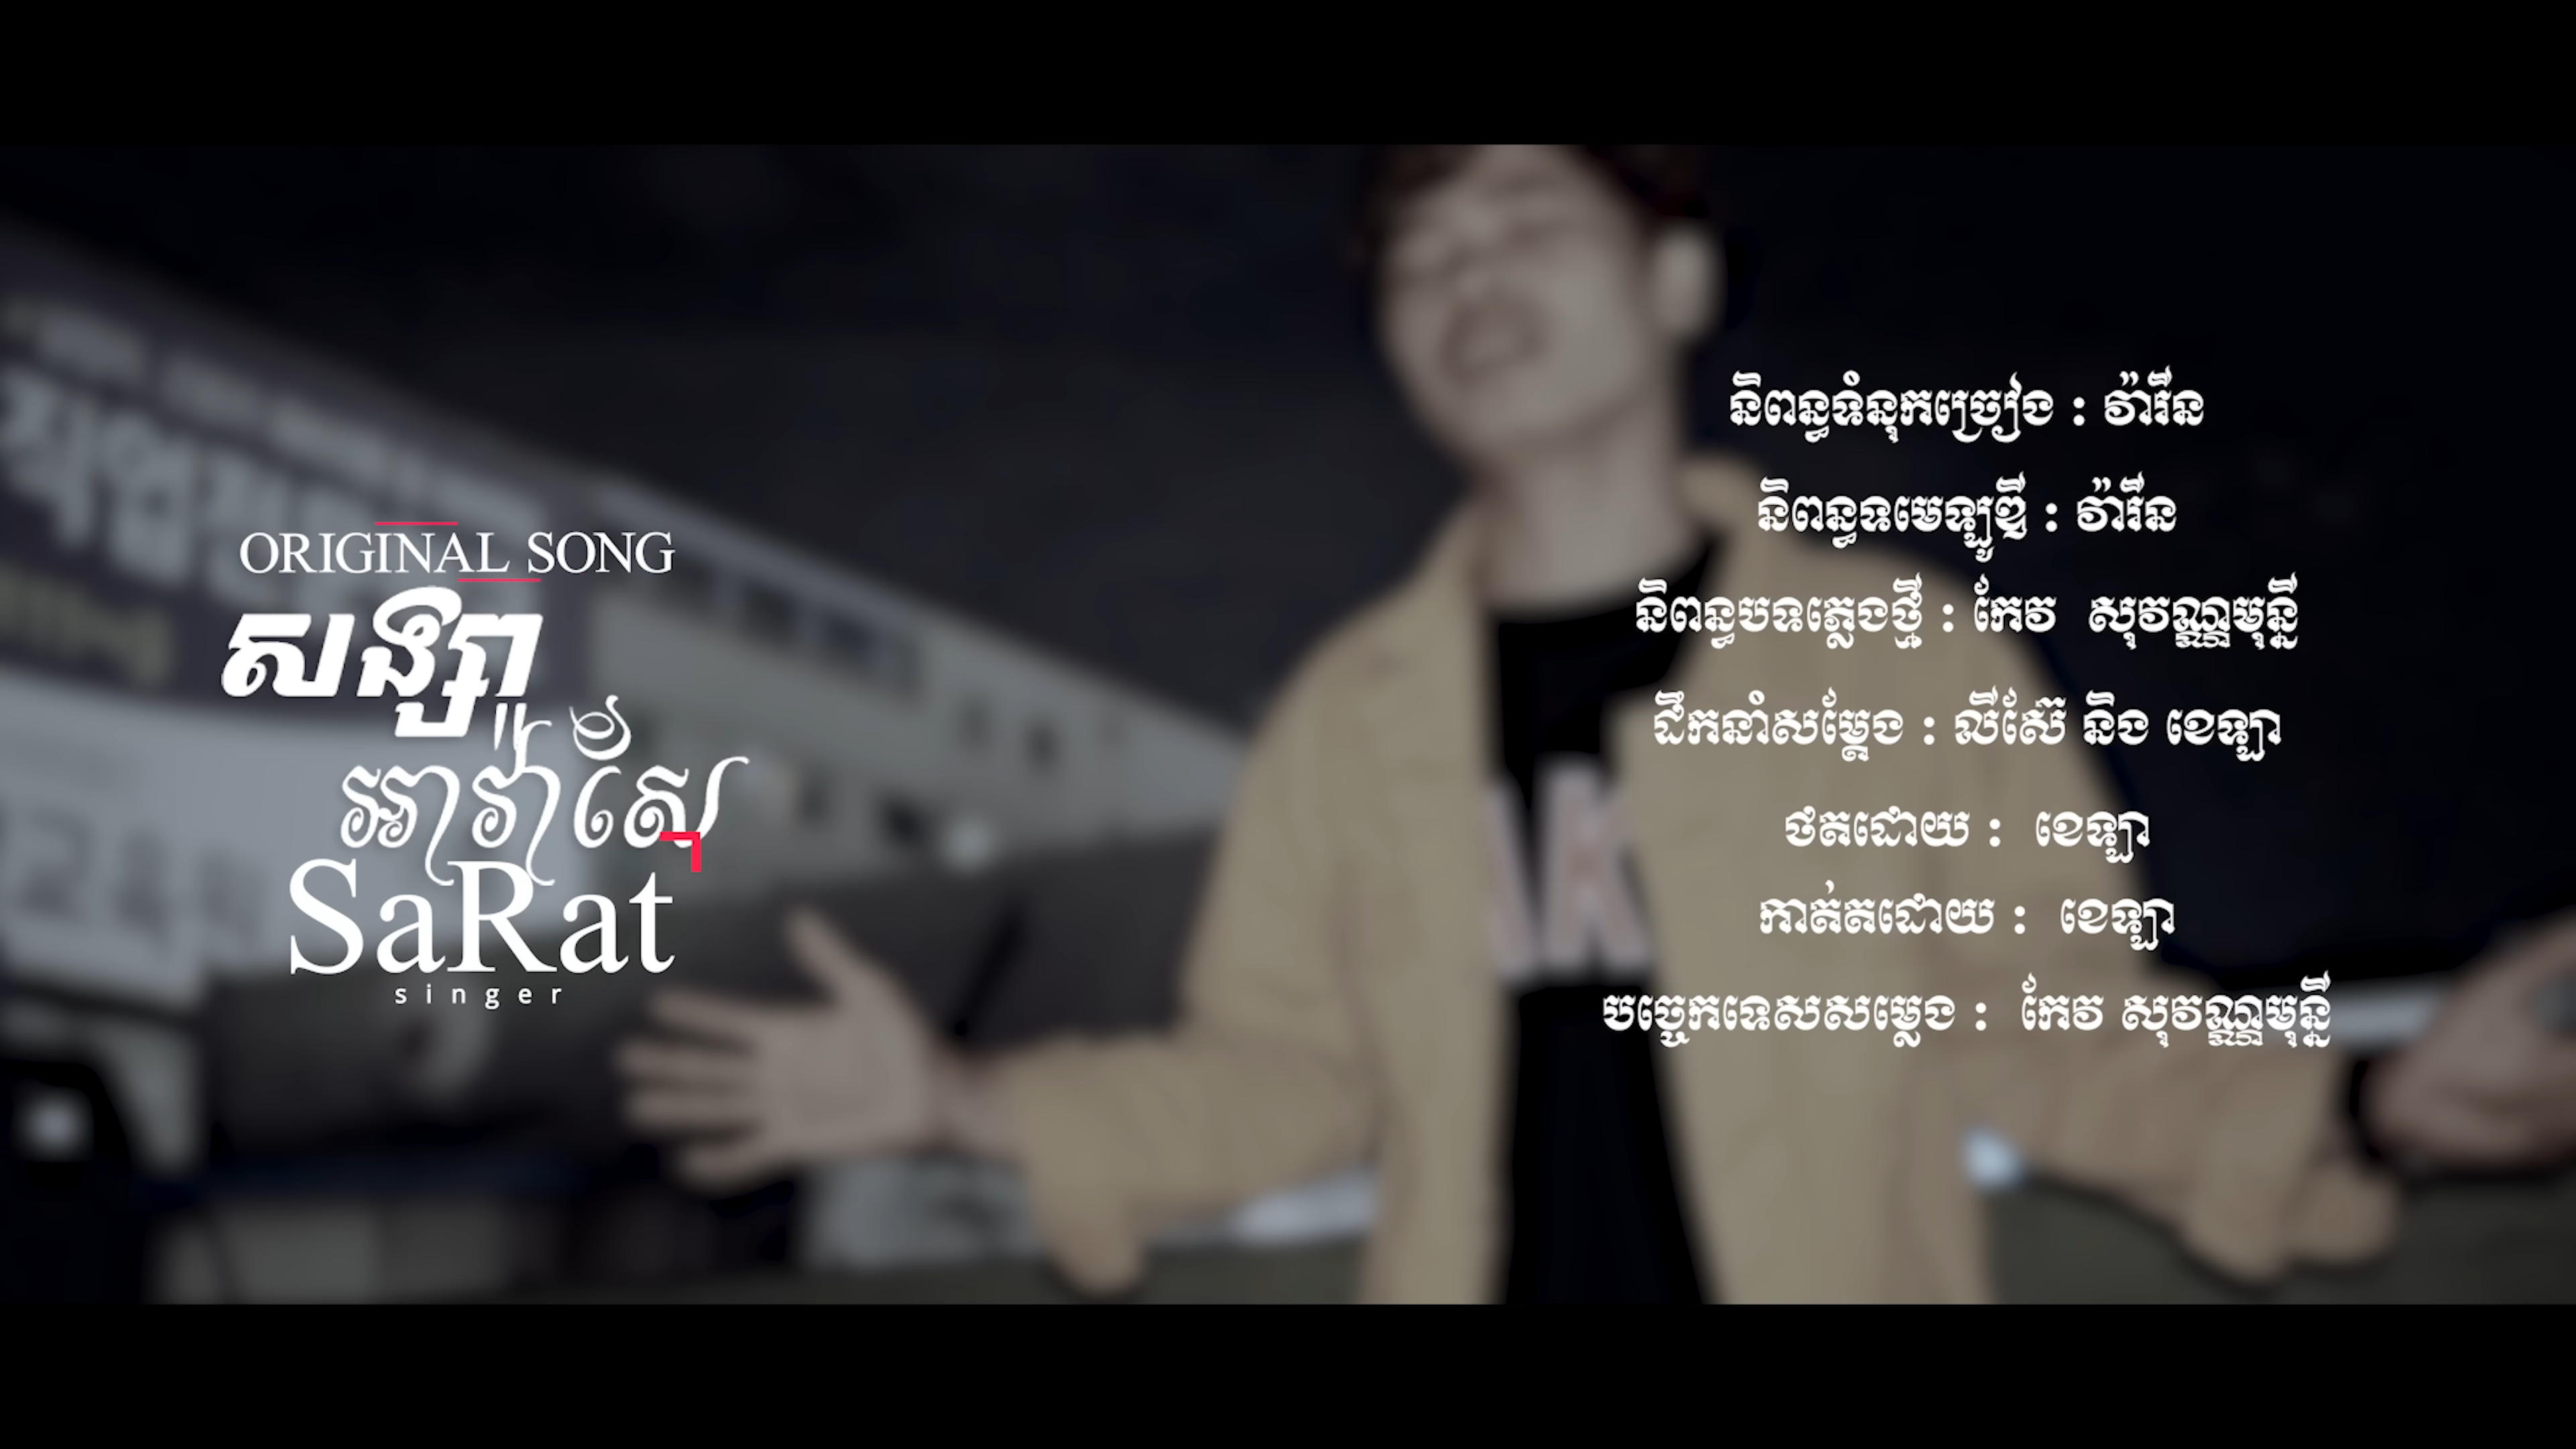 ORIGINAL SONG
សង្សា
អាវ៉ាស្មៃ
SaRat
singer
និពន្ធទំនុកច្រៀង : វ៉ារីន
និពន្ធទមេឡូឌី : វ៉ារីន
និពន្ធបទភ្លេងថ្មី : កែវ សុវណ្ណមុន្នី
ដឹកនាំសម្តែង : លីស៊ែ និង ខេឡា
ថតដោយ : ខេឡា
កាត់តដោយ : ខេឡា
បច្ចេកទេសសម្លេង : កែវ សុវណ្ណមុន្នី